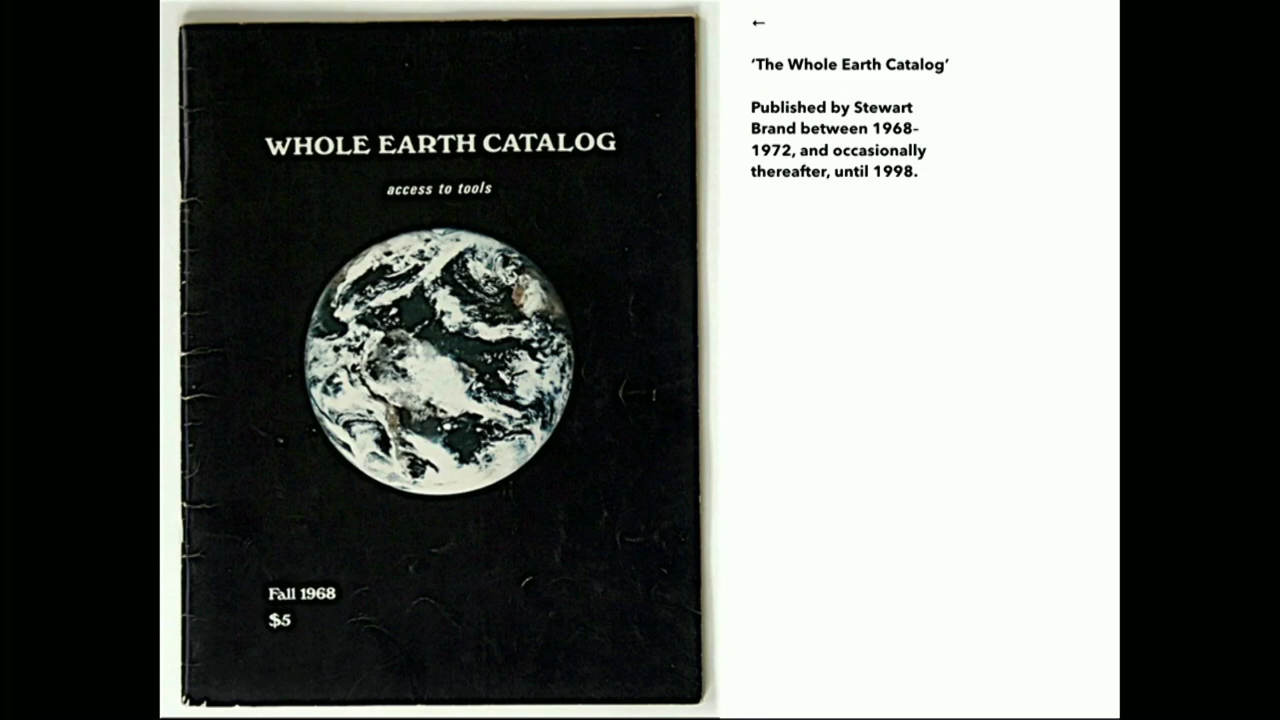 WHOLE EARTH CATALOG
access to tools
Fall 1968
$5
←
‘The Whole Earth Catalog’
Published by Stewart
Brand between 1968–
1972, and occasionally
thereafter, until 1998.